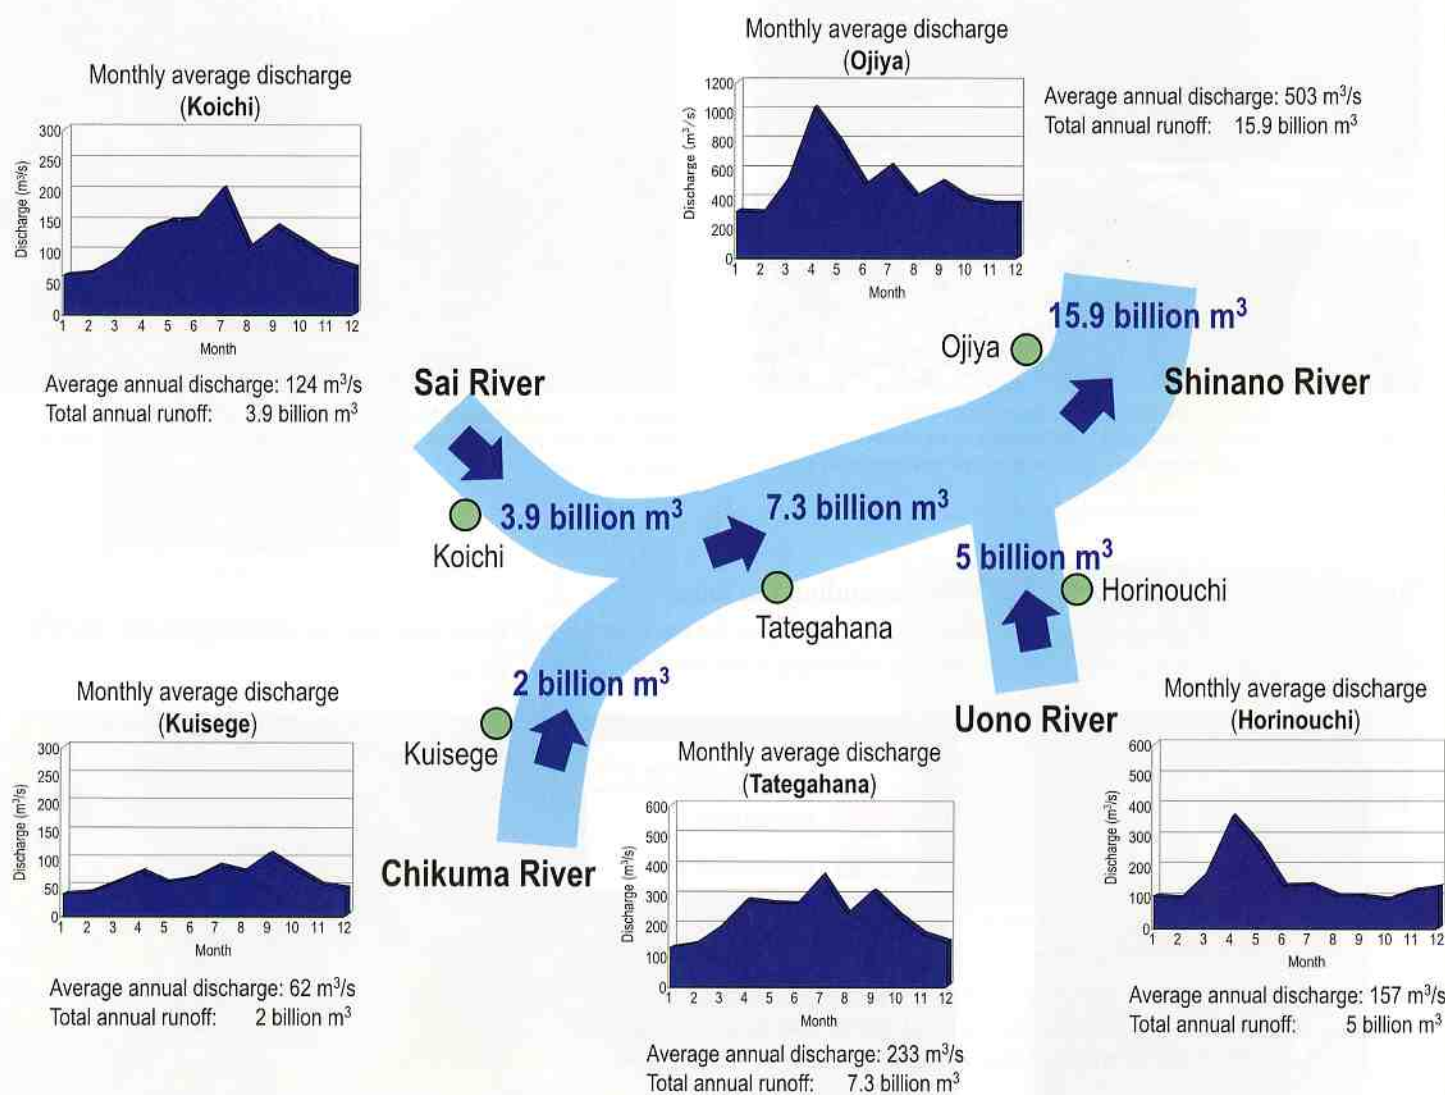 Monthly average discharge
(Koichi)
Discharge (m³/s)
300
250
200
150
100
50
0
1 2 3 4 5 6 7 8 9 10 11 12
Month
Average annual discharge: 124 m³/s
Total annual runoff: 3.9 billion m³
Monthly average discharge
(Ojiya)
Discharge (m³/s)
1200
1000
800
600
400
200
0
1 2 3 4 5 6 7 8 9 10 11 12
Month
Average annual discharge: 503 m³/s
Total annual runoff: 15.9 billion m³
Sai River
15.9 billion m³
Ojiya
Shinano River
3.9 billion m³
7.3 billion m³
Koichi
5 billion m³
Horinouchi
Tategahana
2 billion m³
Kuisege
Uono River
Chikuma River
Monthly average discharge
(Kuisege)
Discharge (m³/s)
300
250
200
150
100
50
0
1 2 3 4 5 6 7 8 9 10 11 12
Month
Average annual discharge: 62 m³/s
Total annual runoff: 2 billion m³
Monthly average discharge
(Tategahana)
Discharge (m³/s)
600
500
400
300
200
100
0
1 2 3 4 5 6 7 8 9 10 11 12
Month
Average annual discharge: 233 m³/s
Total annual runoff: 7.3 billion m³
Monthly average discharge
(Horinouchi)
Discharge (m³/s)
600
500
400
300
200
100
0
1 2 3 4 5 6 7 8 9 10 11 12
Month
Average annual discharge: 157 m³/s
Total annual runoff: 5 billion m³